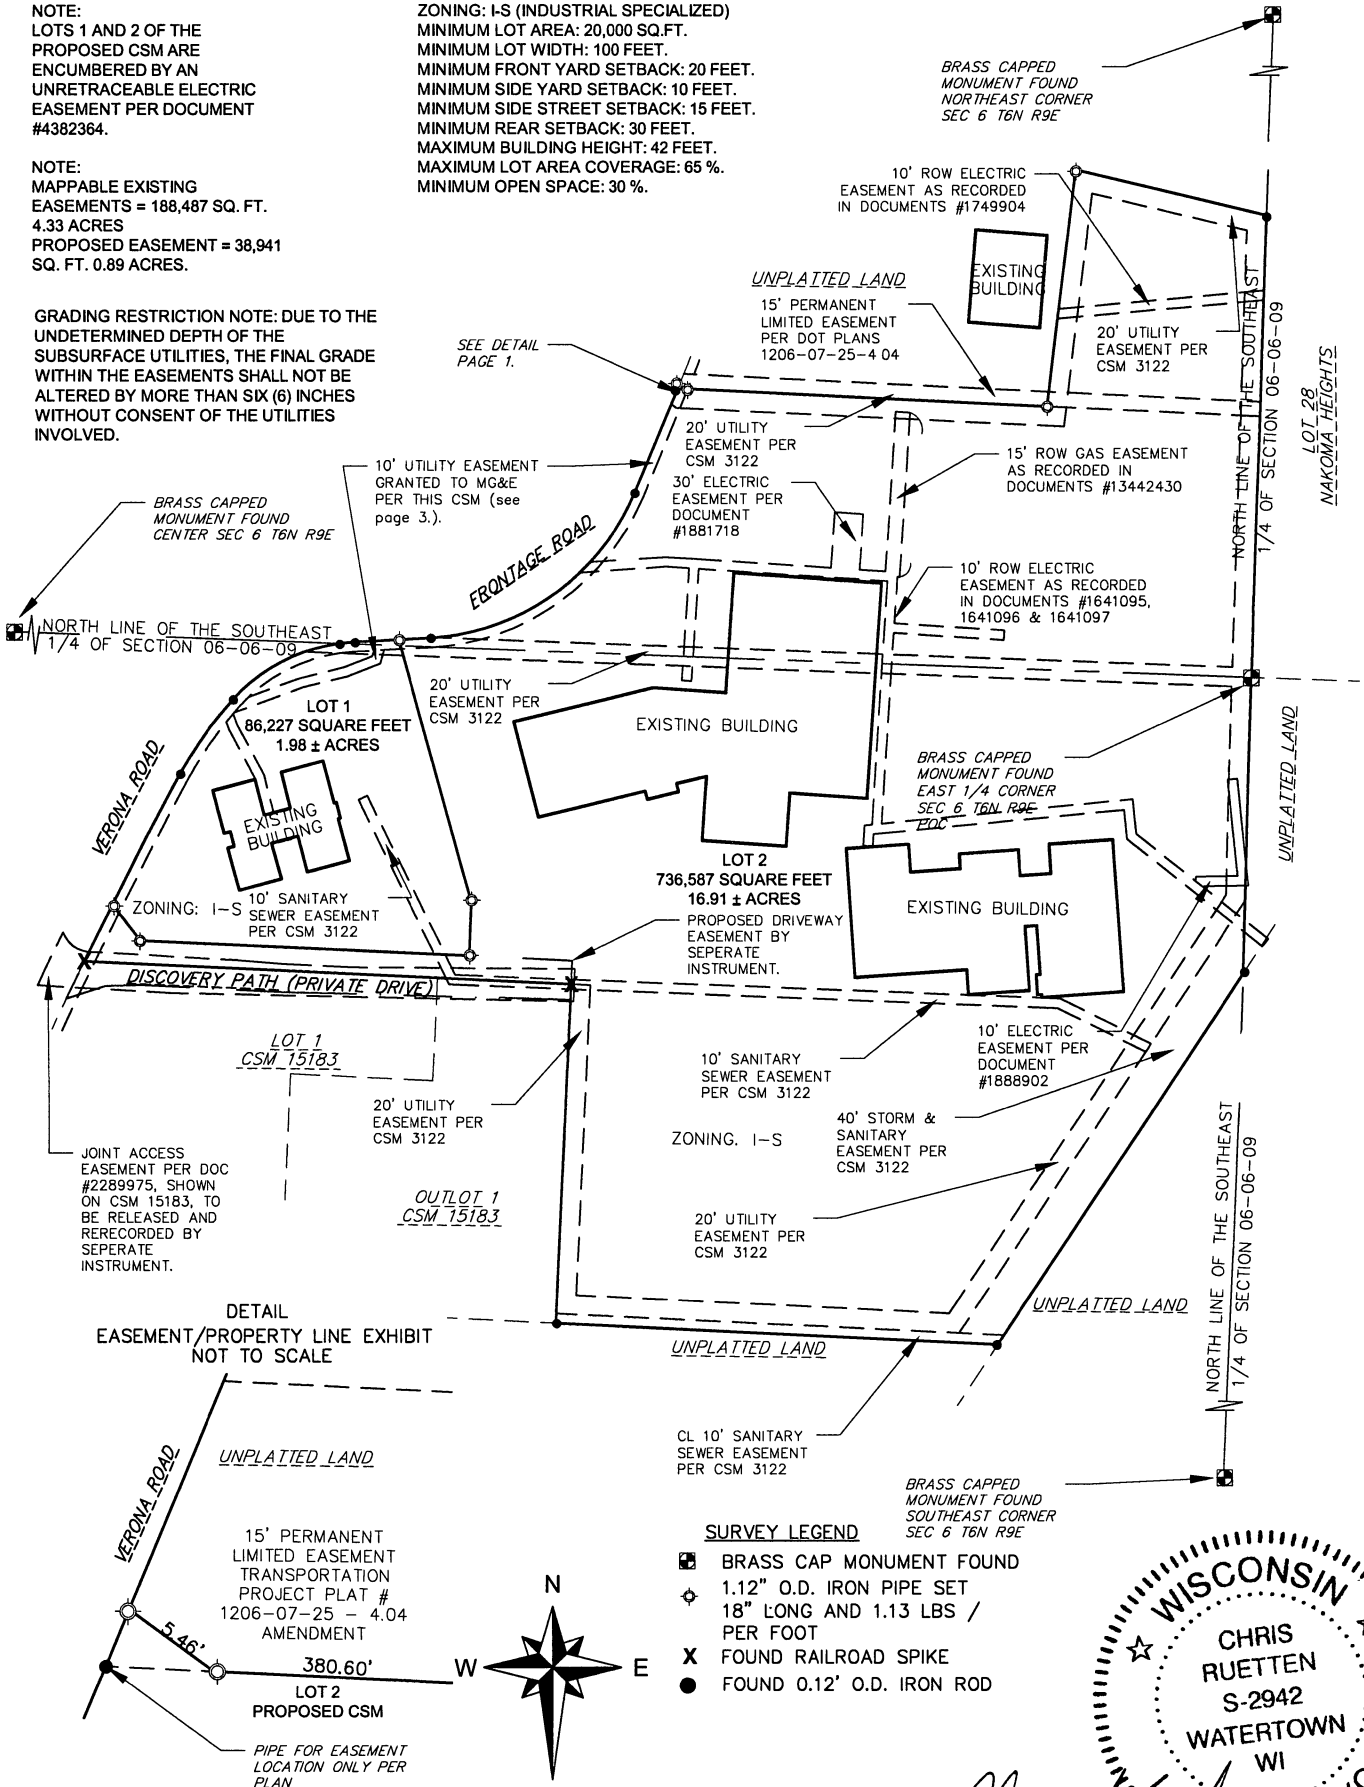 NOTE:
LOTS 1 AND 2 OF THE
PROPOSED CSM ARE
ENCUMBERED BY AN
UNRETRACEABLE ELECTRIC
EASEMENT PER DOCUMENT
#4382364.
NOTE:
MAPPABLE EXISTING
EASEMENTS = 188,487 SQ. FT.
4.33 ACRES
PROPOSED EASEMENT = 38,941
SQ. FT. 0.89 ACRES.
GRADING RESTRICTION NOTE: DUE TO THE
UNDETERMINED DEPTH OF THE
SUBSURFACE UTILITIES, THE FINAL GRADE
WITHIN THE EASEMENTS SHALL NOT BE
ALTERED BY MORE THAN SIX (6) INCHES
WITHOUT CONSENT OF THE UTILITIES
INVOLVED.
ZONING: I-S (INDUSTRIAL SPECIALIZED)
MINIMUM LOT AREA: 20,000 SQ.FT.
MINIMUM LOT WIDTH: 100 FEET.
MINIMUM FRONT YARD SETBACK: 20 FEET.
MINIMUM SIDE YARD SETBACK: 10 FEET.
MINIMUM SIDE STREET SETBACK: 15 FEET.
MINIMUM REAR SETBACK: 30 FEET.
MAXIMUM BUILDING HEIGHT: 42 FEET.
MAXIMUM LOT AREA COVERAGE: 65 %.
MINIMUM OPEN SPACE: 30 %.
BRASS CAPPED
MONUMENT FOUND
NORTHEAST CORNER
SEC 6 T6N R9E
10' ROW ELECTRIC
EASEMENT AS RECORDED
IN DOCUMENTS #1749904
EXISTING
BUILDING
UNPLATTED LAND
15' PERMANENT
LIMITED EASEMENT
PER DOT PLANS
1206-07-25-4 04
20' UTILITY
EASEMENT PER
CSM 3122
NORTH LINE OF THE SOUTHEAST
1/4 OF SECTION 06-06-09
LOT 28
NAKOMA HEIGHTS
SEE DETAIL
PAGE 1.
20' UTILITY
EASEMENT PER
CSM 3122
30' ELECTRIC
EASEMENT PER
DOCUMENT
#1881718
15' ROW GAS EASEMENT
AS RECORDED IN
DOCUMENTS #13442430
10' UTILITY EASEMENT
GRANTED TO MG&E
PER THIS CSM (see
page 3.).
BRASS CAPPED
MONUMENT FOUND
CENTER SEC 6 T6N R9E
FRONTAGE ROAD
10' ROW ELECTRIC
EASEMENT AS RECORDED
IN DOCUMENTS #1641095,
1641096 & 1641097
NORTH LINE OF THE SOUTHEAST
1/4 OF SECTION 06-06-09
20' UTILITY
EASEMENT PER
CSM 3122
LOT 1
86,227 SQUARE FEET
1.98 ± ACRES
EXISTING BUILDING
VERONA ROAD
EXISTING
BUILDING
BRASS CAPPED
MONUMENT FOUND
EAST 1/4 CORNER
SEC 6 T6N R9E
POC
UNPLATTED LAND
LOT 2
736,587 SQUARE FEET
16.91 ± ACRES
ZONING: I-S
10' SANITARY
SEWER EASEMENT
PER CSM 3122
PROPOSED DRIVEWAY
EASEMENT BY
SEPERATE
INSTRUMENT.
EXISTING BUILDING
DISCOVERY PATH (PRIVATE DRIVE)
LOT 1
CSM 15183
10' SANITARY
SEWER EASEMENT
PER CSM 3122
10' ELECTRIC
EASEMENT PER
DOCUMENT
#1888902
20' UTILITY
EASEMENT PER
CSM 3122
ZONING. I-S
40' STORM &
SANITARY
EASEMENT PER
CSM 3122
JOINT ACCESS
EASEMENT PER DOC
#2289975, SHOWN
ON CSM 15183, TO
BE RELEASED AND
RERECORDED BY
SEPERATE
INSTRUMENT.
OUTLOT 1
CSM 15183
20' UTILITY
EASEMENT PER
CSM 3122
NORTH LINE OF THE SOUTHEAST
1/4 OF SECTION 06-06-09
UNPLATTED LAND
UNPLATTED LAND
DETAIL
EASEMENT/PROPERTY LINE EXHIBIT
NOT TO SCALE
CL 10' SANITARY
SEWER EASEMENT
PER CSM 3122
BRASS CAPPED
MONUMENT FOUND
SOUTHEAST CORNER
SEC 6 T6N R9E
UNPLATTED LAND
VERONA ROAD
15' PERMANENT
LIMITED EASEMENT
TRANSPORTATION
PROJECT PLAT #
1206-07-25 - 4.04
AMENDMENT
5.46'
380.60'
LOT 2
PROPOSED CSM
PIPE FOR EASEMENT
LOCATION ONLY PER
PLAN
N
W
E
SURVEY LEGEND
BRASS CAP MONUMENT FOUND
1.12" O.D. IRON PIPE SET
18" LONG AND 1.13 LBS /
PER FOOT
X FOUND RAILROAD SPIKE
FOUND 0.12' O.D. IRON ROD
WISCONSIN
CHRIS
RUETTEN
S-2942
WATERTOWN
WI